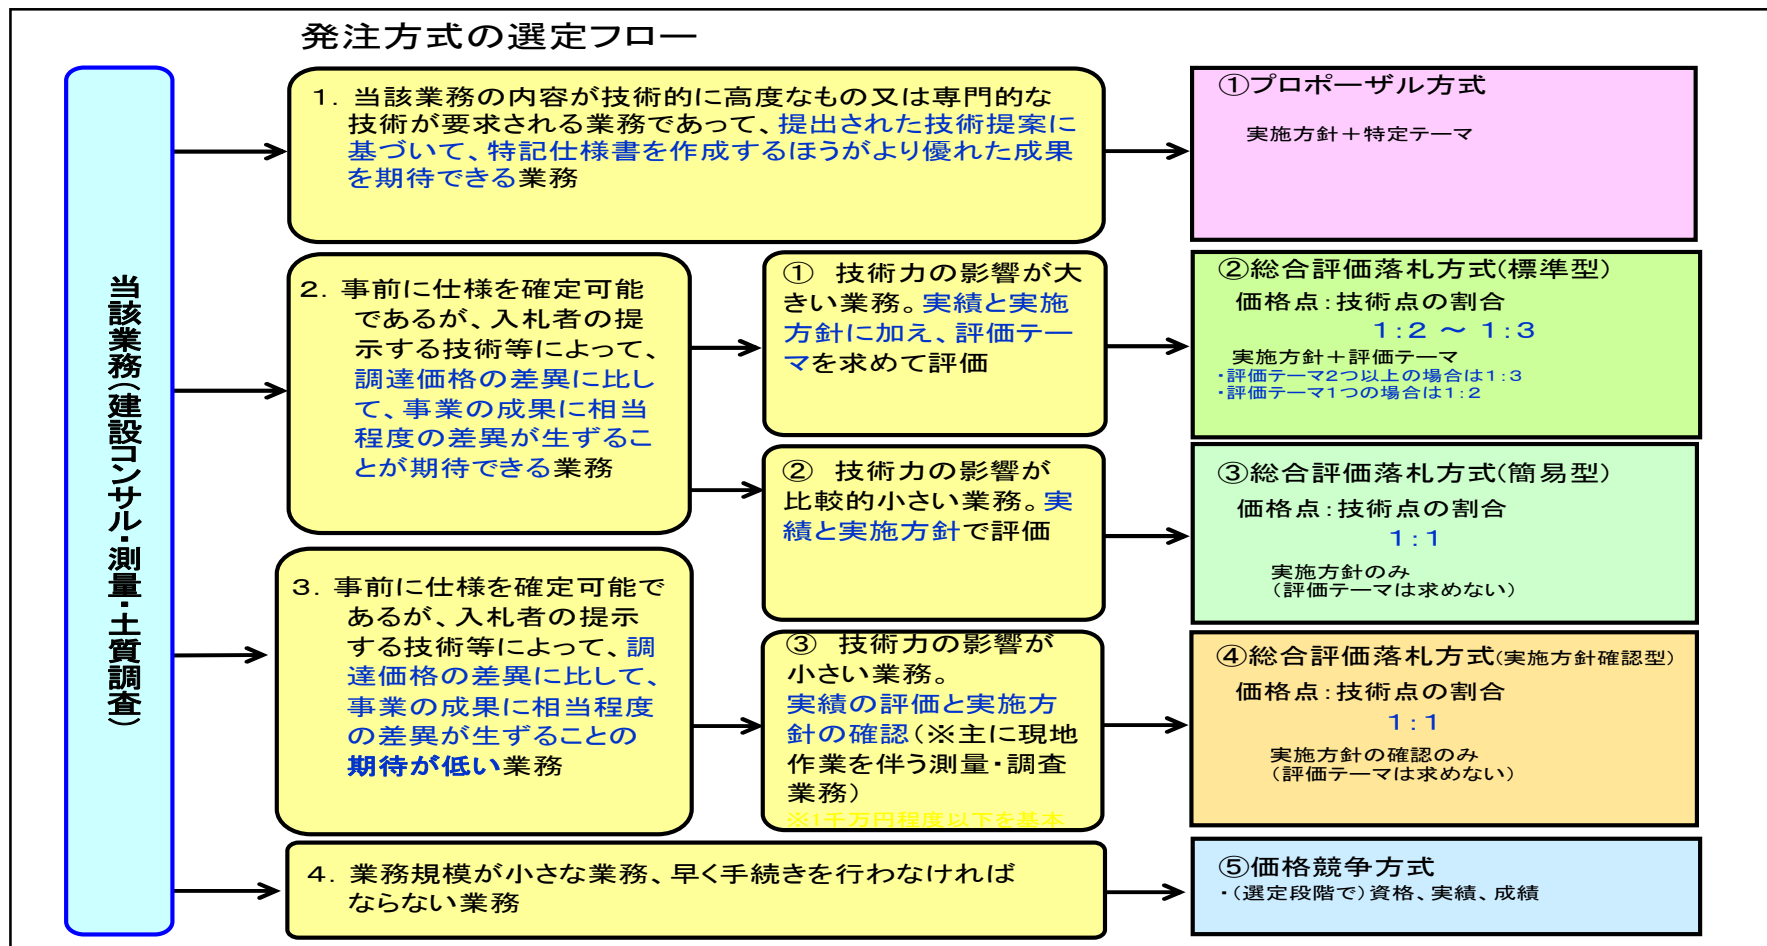 発注方式の選定フロー
当該業務(建設コンサル・測量・土質調査)
1. 当該業務の内容が技術的に高度なもの又は専門的な
技術が要求される業務であって、提出された技術提案に
基づいて、特記仕様書を作成するほうがより優れた成果
を期待できる業務
①プロポーザル方式
実施方針+特定テーマ
2. 事前に仕様を確定可能
であるが、入札者の提
示する技術等によって、
調達価格の差異に比し
て、事業の成果に相当
程度の差異が生ずるこ
とが期待できる業務
① 技術力の影響が大
きい業務。実績と実施
方針に加え、評価テー
マを求めて評価
②総合評価落札方式(標準型)
価格点:技術点の割合
1:2 ～ 1:3
実施方針+評価テーマ
・評価テーマ2つ以上の場合は1:3
・評価テーマ1つの場合は1:2
② 技術力の影響が
比較的小さい業務。実
績と実施方針で評価
③総合評価落札方式(簡易型)
価格点:技術点の割合
1:1
実施方針のみ
(評価テーマは求めない)
3. 事前に仕様を確定可能で
あるが、入札者の提示
する技術等によって、調
達価格の差異に比して、
事業の成果に相当程度
の差異が生ずることの
期待が低い業務
③ 技術力の影響が
小さい業務。
実績の評価と実施方
針の確認(※主に現地
作業を伴う測量・調査
業務)
※1千万円程度以下を基本
④総合評価落札方式(実施方針確認型)
価格点:技術点の割合
1:1
実施方針の確認のみ
(評価テーマは求めない)
4. 業務規模が小さな業務、早く手続きを行わなければ
ならない業務
⑤価格競争方式
・(選定段階で)資格、実績、成績